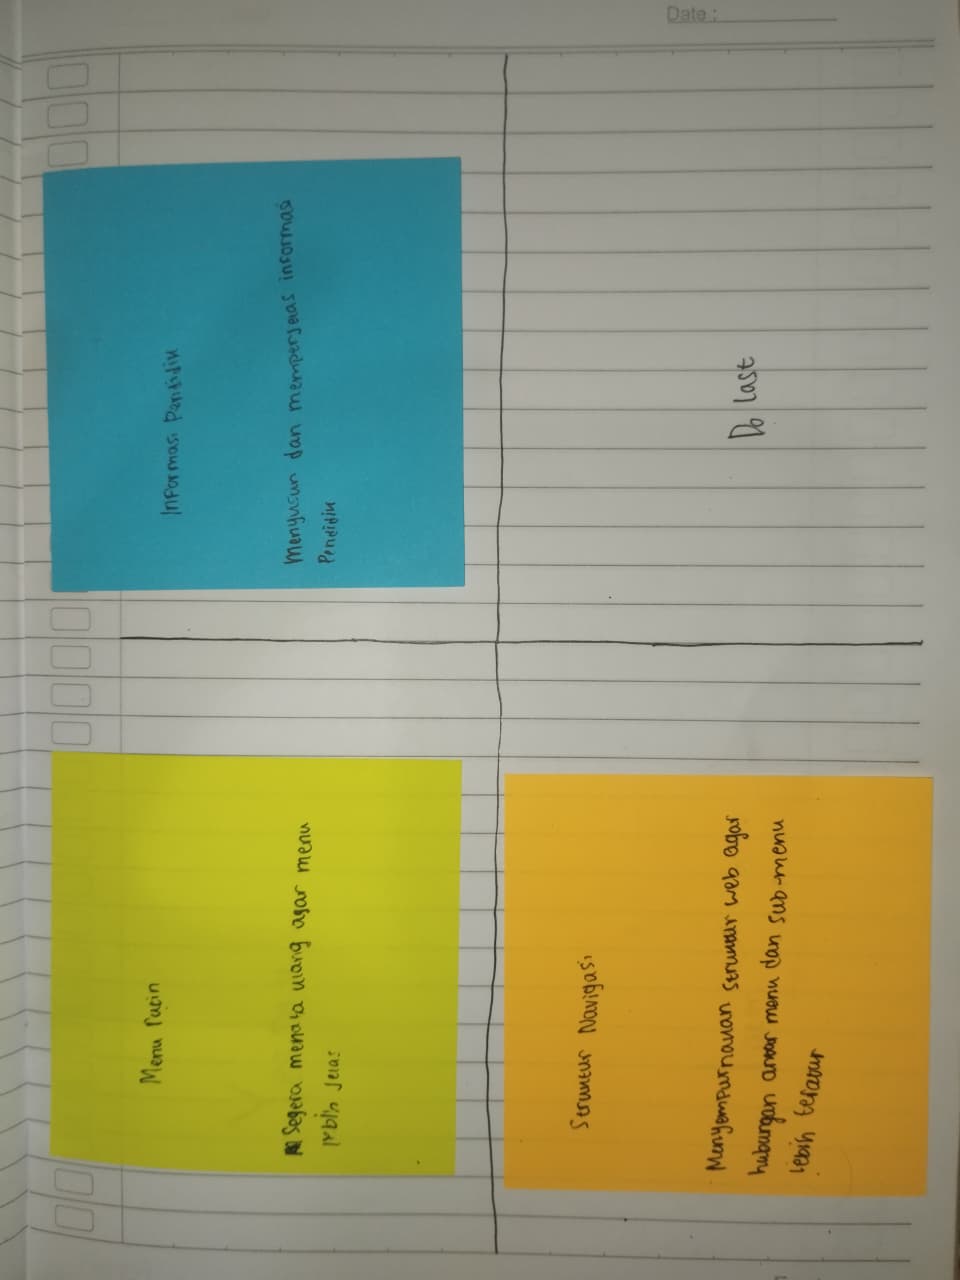 Date :
Menu rapin
Segera menata ulang agar menu
lebih jelas
Informasi Pendidik
Menyusun dan memperjelas informasi
Pendidik
Struktur Navigasi
Menyempurnakan struktur web agar
hubungan antar menu dan sub-menu
lebih teratur
Do last